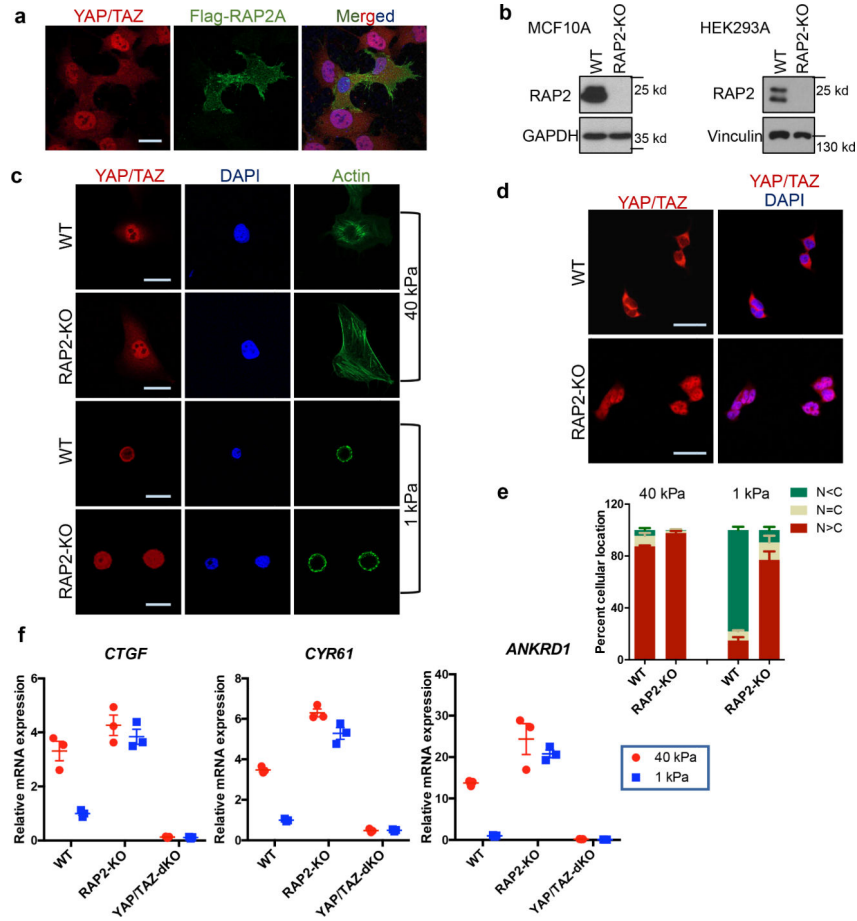 a
YAP/TAZ Flag-RAP2A Merged
b
MCF10A HEK293A
WT RAP2-KO WT RAP2-KO
RAP2 25 kd RAP2 25 kd
GAPDH 35 kd Vinculin 130 kd
c
YAP/TAZ DAPI Actin
WT
RAP2-KO
40 kPa
WT
RAP2-KO
1 kPa
d
YAP/TAZ YAP/TAZ
DAPI
WT
RAP2-KO
e
40 kPa 1 kPa
N<C
N=C
N>C
Percent cellular location
120
80
40
0
WT RAP2-KO WT RAP2-KO
f
CTGF
Relative mRNA expression
6
4
2
0
WT RAP2-KO YAP/TAZ-dKO
CYR61
Relative mRNA expression
8
6
4
2
0
WT RAP2-KO YAP/TAZ-dKO
ANKRD1
Relative mRNA expression
40
30
20
10
0
WT RAP2-KO YAP/TAZ-dKO
40 kPa
1 kPa